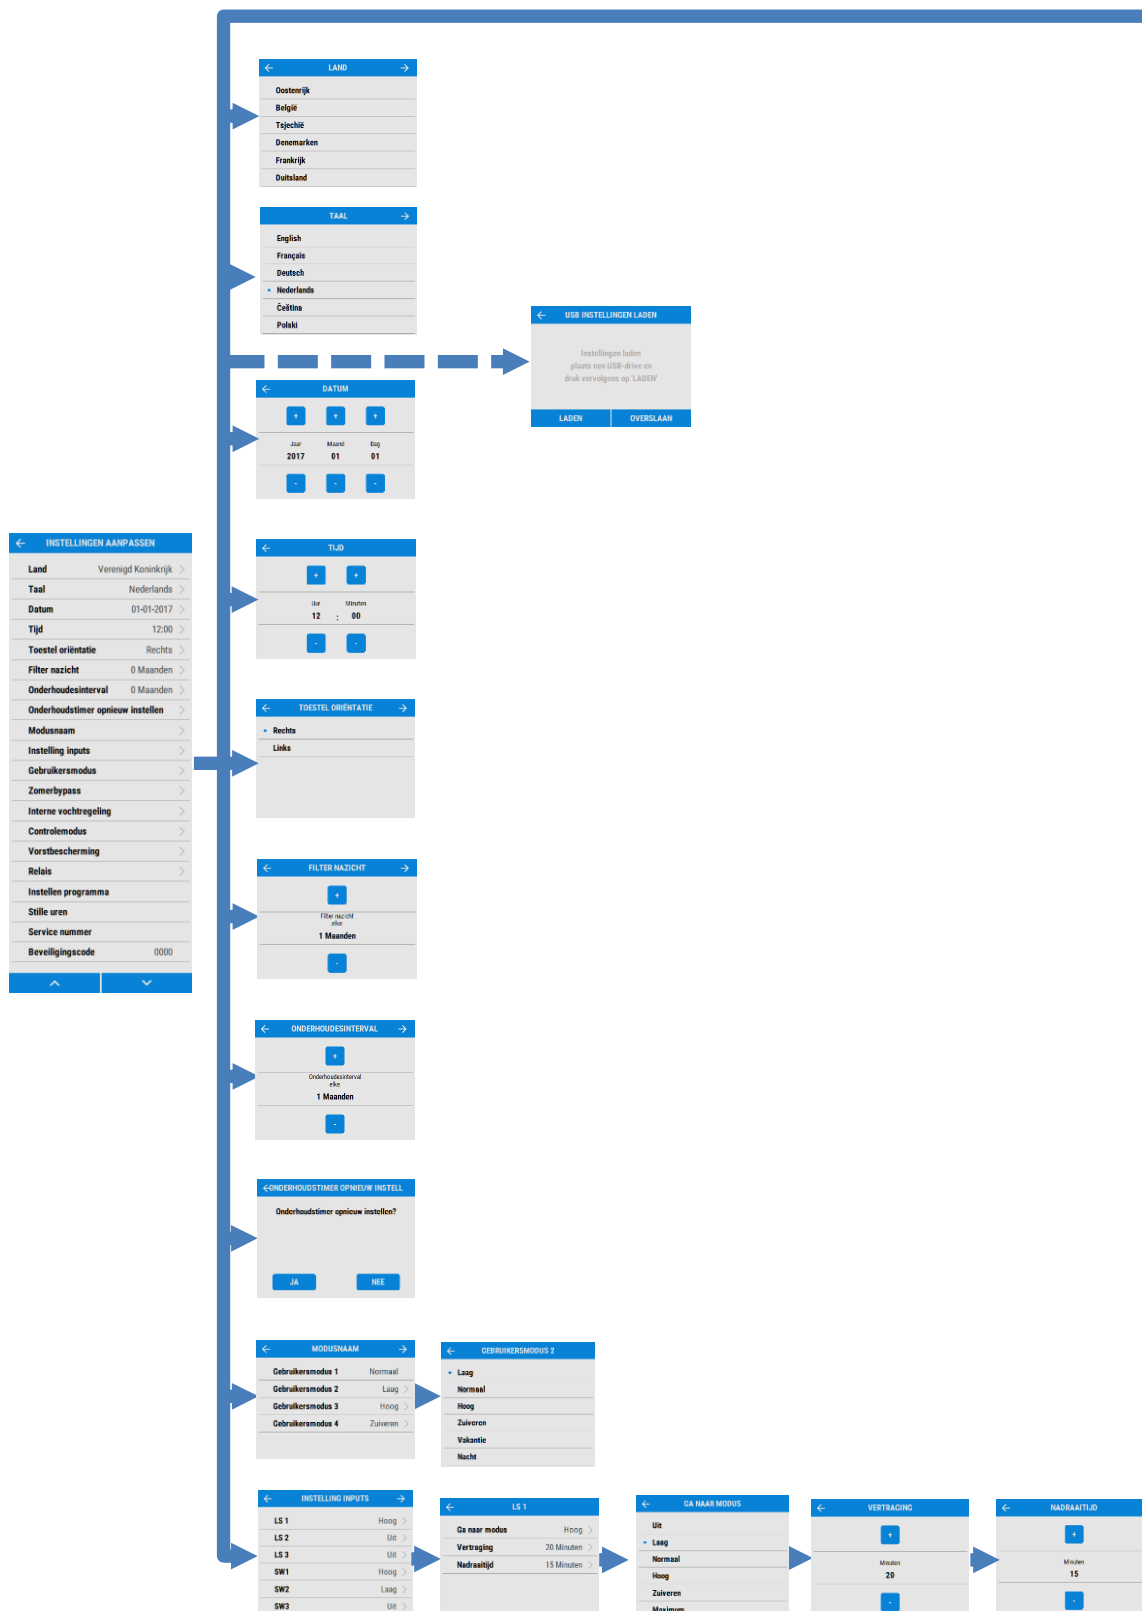 LAND
Oostenrijk
België
Tsjechië
Denemarken
Frankrijk
Duitsland
TAAL
English
Français
Deutsch
Nederlands
Čeština
Polski
USB INSTELLINGEN LADEN
Instellingen laden
plaats een USB-drive en
druk vervolgens op 'LADEN'
LADEN OVERSLAAN
DATUM
+ + +
Jaar Maand Dag
2017 01 01
- - -
INSTELLINGEN AANPASSEN
Land Verenigd Koninkrijk
Taal Nederlands
Datum 01-01-2017
Tijd 12:00
Toestel oriëntatie Rechts
Filter nazicht 0 Maanden
Onderhoudesinterval 0 Maanden
Onderhoudstimer opnieuw instellen
Modusnaam
Instelling inputs
Gebruikersmodus
Zomerbypass
Interne vochtregeling
Controlemodus
Vorstbescherming
Relais
Instellen programma
Stille uren
Service nummer
Beveiligingscode 0000
TIJD
+ +
Uur Minuten
12 : 00
- -
TOESTEL ORIËNTATIE
Rechts
Links
FILTER NAZICHT
+
Filter nazicht
elke
1 Maanden
-
ONDERHOUDESINTERVAL
+
Onderhoudesinterval
elke
1 Maanden
-
ONDERHOUDSTIMER OPNIEUW INSTELL
Onderhoudstimer opnieuw instellen?
JA NEE
MODUSNAAM
Gebruikersmodus 1 Normaal
Gebruikersmodus 2 Laag
Gebruikersmodus 3 Hoog
Gebruikersmodus 4 Zuiveren
GEBRUIKERSMODUS 2
Laag
Normaal
Hoog
Zuiveren
Vakantie
Nacht
INSTELLING INPUTS
LS 1 Hoog
LS 2 Uit
LS 3 Uit
SW1 Hoog
SW2 Laag
SW3 Uit
LS 1
Ga naar modus Hoog
Vertraging 20 Minuten
Nadraaitijd 15 Minuten
GA NAAR MODUS
Uit
Laag
Normaal
Hoog
Zuiveren
Maximum
VERTRAGING
+
Minuten
20
-
NADRAAITIJD
+
Minuten
15
-